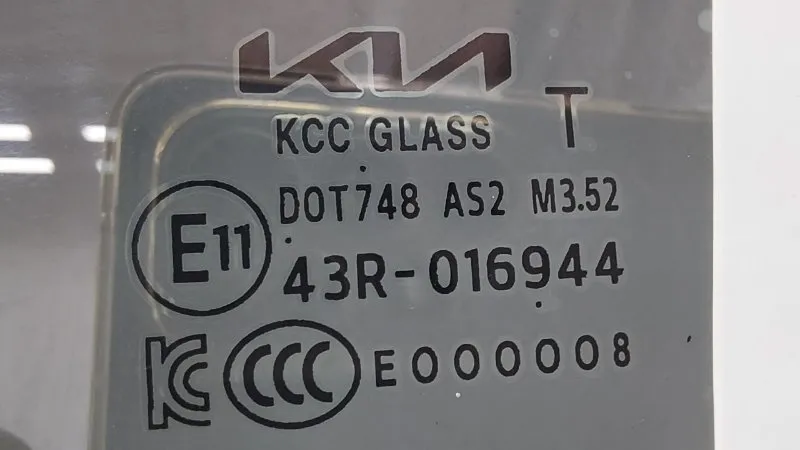 KIA
KCC GLASS T
DOT748 AS2 M3.52
E11 43R-016944
KC CCC E000008